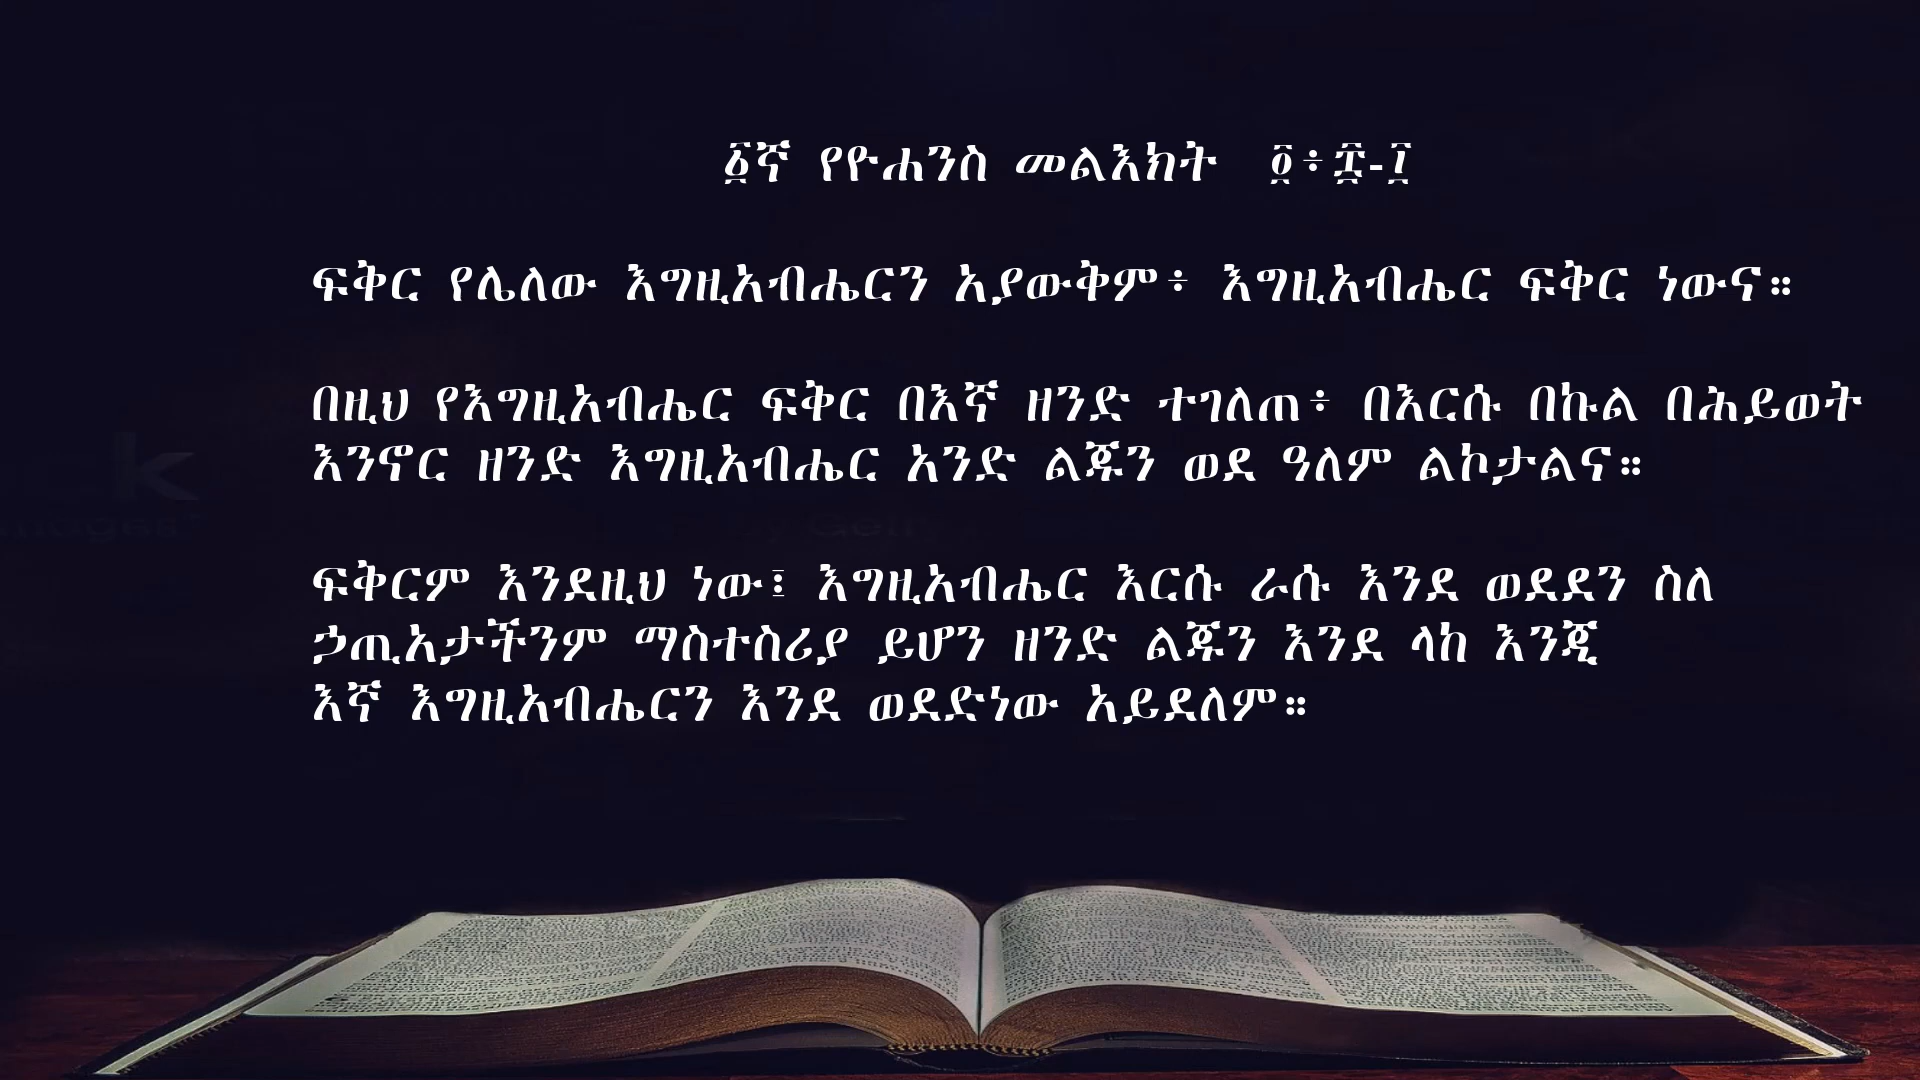 ፩ኛ የዮሐንስ መልእክት ፬፥፰-፲
ፍቅር የሌለው እግዚአብሔርን አያውቅም፥ እግዚአብሔር ፍቅር ነውና።
በዚህ የእግዚአብሔር ፍቅር በእኛ ዘንድ ተገለጠ፥ በእርሱ በኩል በሕይወት
እንኖር ዘንድ እግዚአብሔር አንድ ልጁን ወደ ዓለም ልኮታልና።
ፍቅርም እንደዚህ ነው፤ እግዚአብሔር እርሱ ራሱ እንደ ወደደን ስለ
ኃጢአታችንም ማስተስሪያ ይሆን ዘንድ ልጁን እንደ ላከ እንጂ
እኛ እግዚአብሔርን እንደ ወደድነው አይደለም።